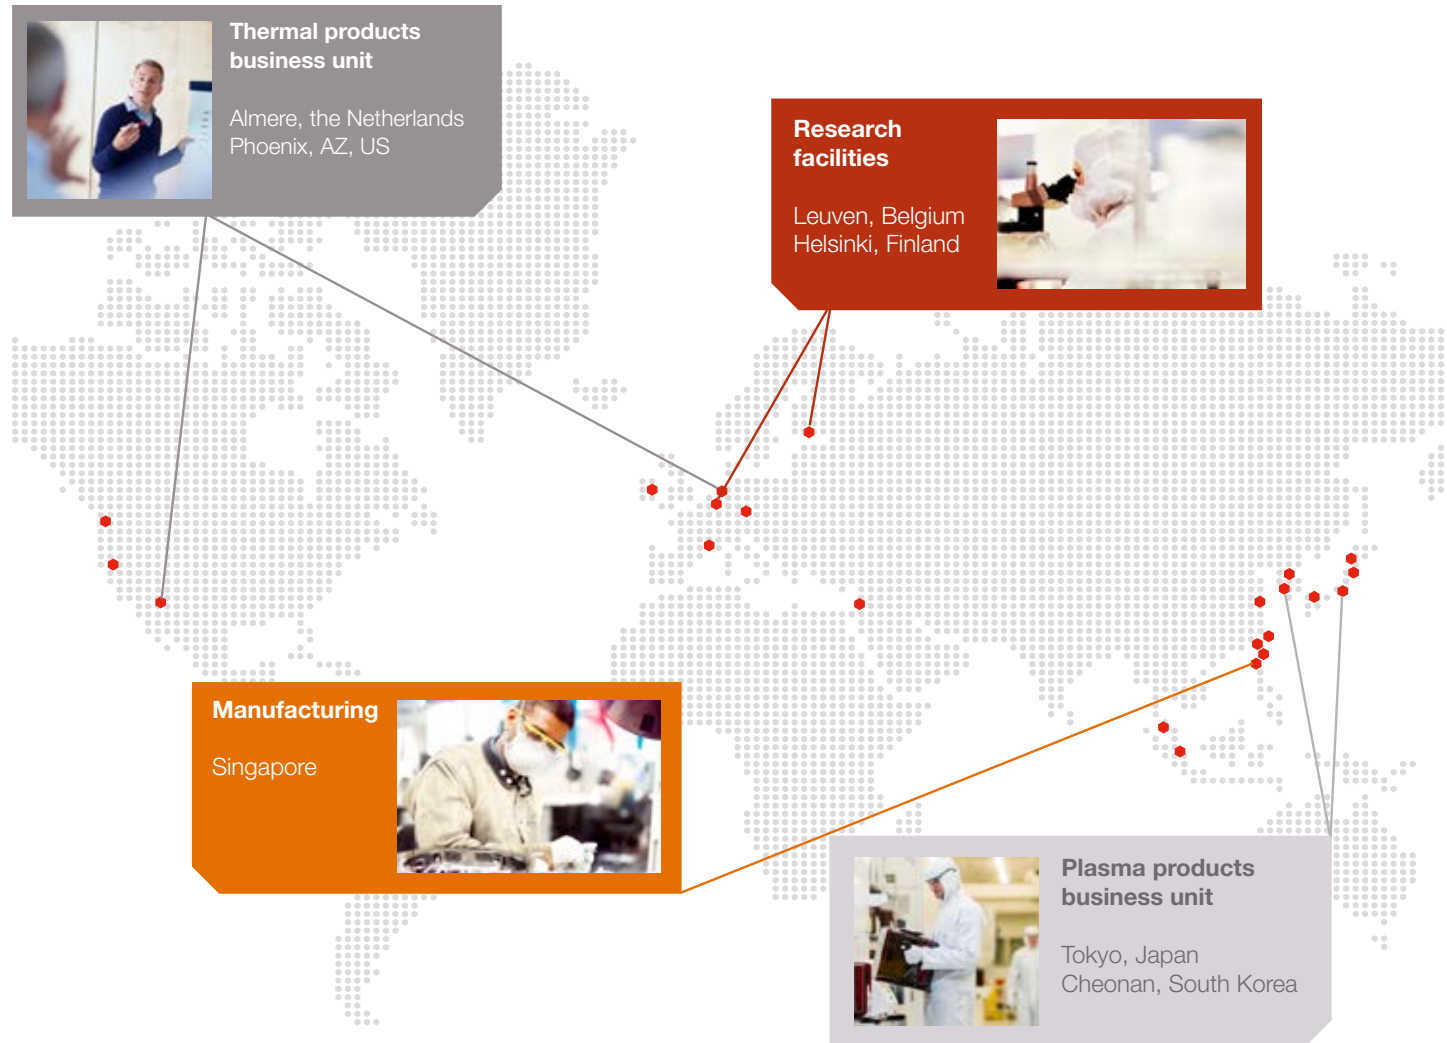 Thermal products
business unit
Almere, the Netherlands
Phoenix, AZ, US
Research
facilities
Leuven, Belgium
Helsinki, Finland
Manufacturing
Singapore
Plasma products
business unit
Tokyo, Japan
Cheonan, South Korea